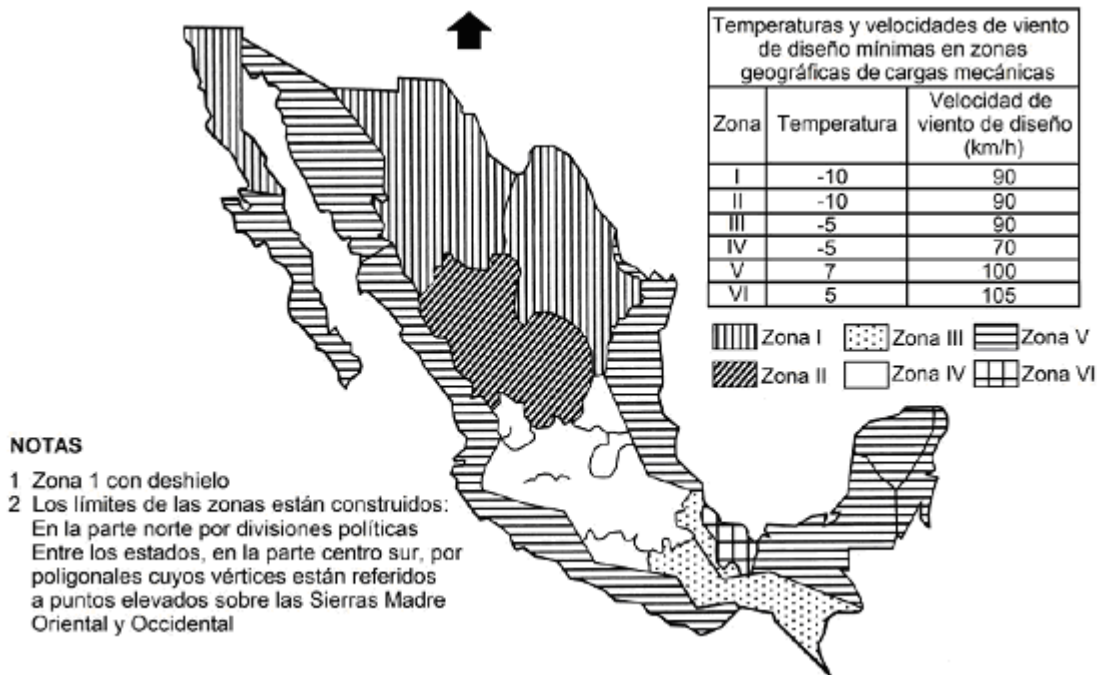 Temperaturas y velocidades de viento
de diseño mínimas en zonas
geográficas de cargas mecánicas
Zona Temperatura Velocidad de
viento de diseño
(km/h)
I -10 90
II -10 90
III -5 90
IV -5 70
V 7 100
VI 5 105
Zona I Zona III Zona V
Zona II Zona IV Zona VI
NOTAS
1 Zona 1 con deshielo
2 Los límites de las zonas están construidos:
En la parte norte por divisiones políticas
Entre los estados, en la parte centro sur, por
poligonales cuyos vértices están referidos
a puntos elevados sobre las Sierras Madre
Oriental y Occidental